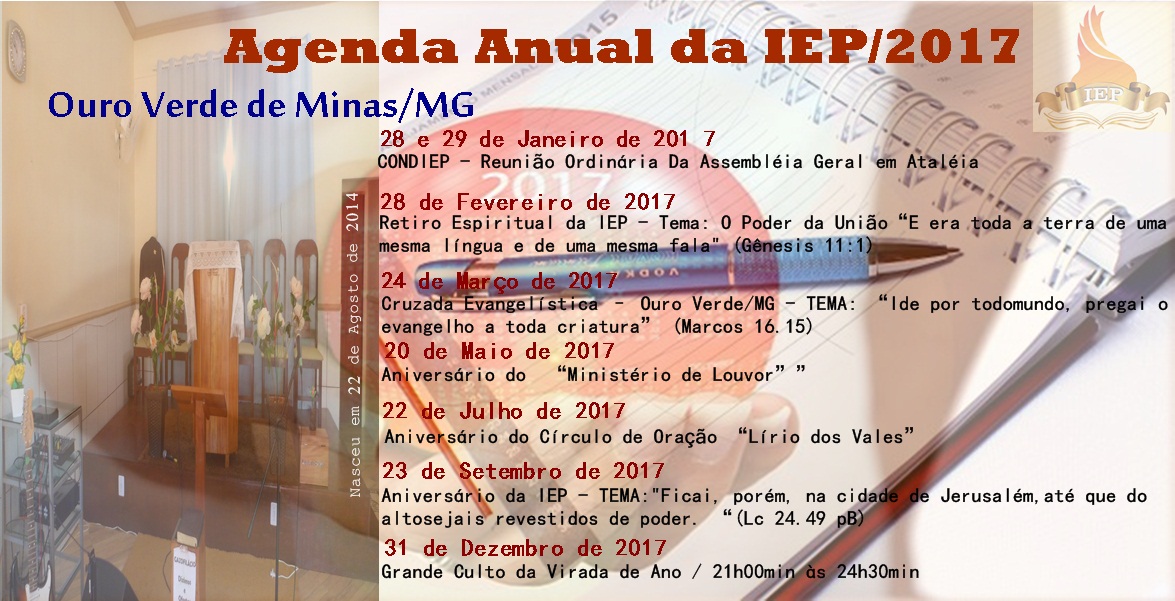 Agenda Anual da IEP/2017
IEP
Ouro Verde de Minas/MG
2015
MENSAL
28 e 29 de Janeiro de 201 7
CONDIEP - Reunião Ordinária Da Assembléia Geral em Ataléia
2017
28 de Fevereiro de 2017
Retiro Espiritual da IEP - Tema: O Poder da União “E era toda a terra de uma
mesma língua e de uma mesma fala" (Gênesis 11:1)
24 de Março de 2017
Cruzada Evangelística - Ouro Verde/MG - TEMA: “Ide por todomundo, pregai o
evangelho a toda criatura” (Marcos 16.15)
20 de Maio de 2017
Aniversário do “Ministério de Louvor” ”
22 de Julho de 2017
Aniversário do Círculo de Oração “Lírio dos Vales”
23 de Setembro de 2017
Aniversário da IEP - TEMA:"Ficai, porém, na cidade de Jerusalém,até que do
altosejais revestidos de poder. “(Lc 24.49 pB)
31 de Dezembro de 2017
Grande Culto da Virada de Ano / 21h00min às 24h30min
Nasceu em 22 de Agosto de 2014